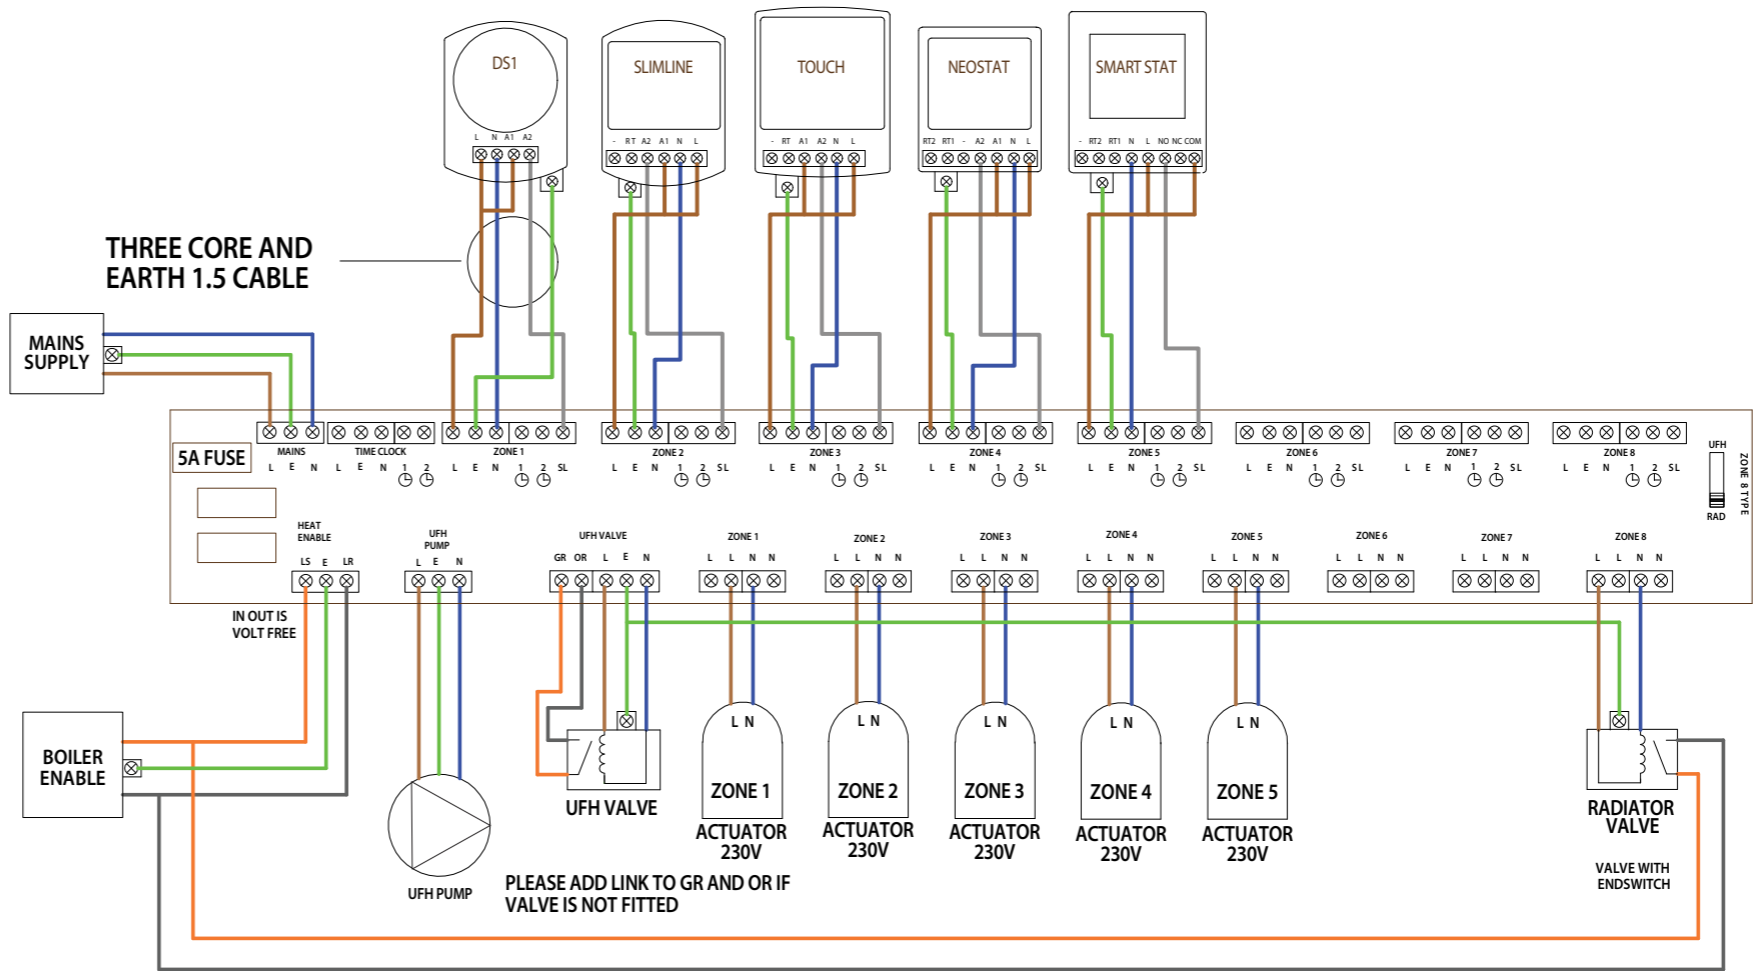 DS1
SLIMLINE
TOUCH
NEOSTAT
SMART STAT
L N A1 A2
- RT A2 A1 N L
- RT A1 A2 N L
RT2 RT1 - A2 A1 N L
- RT2 RT1 N L NO NC COM
THREE CORE AND
EARTH 1.5 CABLE
MAINS
SUPPLY
5A FUSE
MAINS
L E N
TIME CLOCK
L E N 1 2
ZONE 1
L E N 1 2 SL
ZONE 2
L E N 1 2 SL
ZONE 3
L E N 1 2 SL
ZONE 4
L E N 1 2 SL
ZONE 5
L E N 1 2 SL
ZONE 6
L E N 1 2 SL
ZONE 7
L E N 1 2 SL
ZONE 8
L E N 1 2 SL
UFH
RAD
ZONE 8 TYPE
HEAT
ENABLE
LS E LR
UFH
PUMP
L E N
UFH VALVE
GR OR L E N
ZONE 1
L L N N
ZONE 2
L L N N
ZONE 3
L L N N
ZONE 4
L L N N
ZONE 5
L L N N
ZONE 6
L L N N
ZONE 7
L L N N
ZONE 8
L L N N
IN OUT IS
VOLT FREE
BOILER
ENABLE
UFH PUMP
UFH VALVE
L N
ZONE 1
ACTUATOR
230V
L N
ZONE 2
ACTUATOR
230V
L N
ZONE 3
ACTUATOR
230V
L N
ZONE 4
ACTUATOR
230V
L N
ZONE 5
ACTUATOR
230V
RADIATOR
VALVE
VALVE WITH
ENDSWITCH
PLEASE ADD LINK TO GR AND OR IF
VALVE IS NOT FITTED